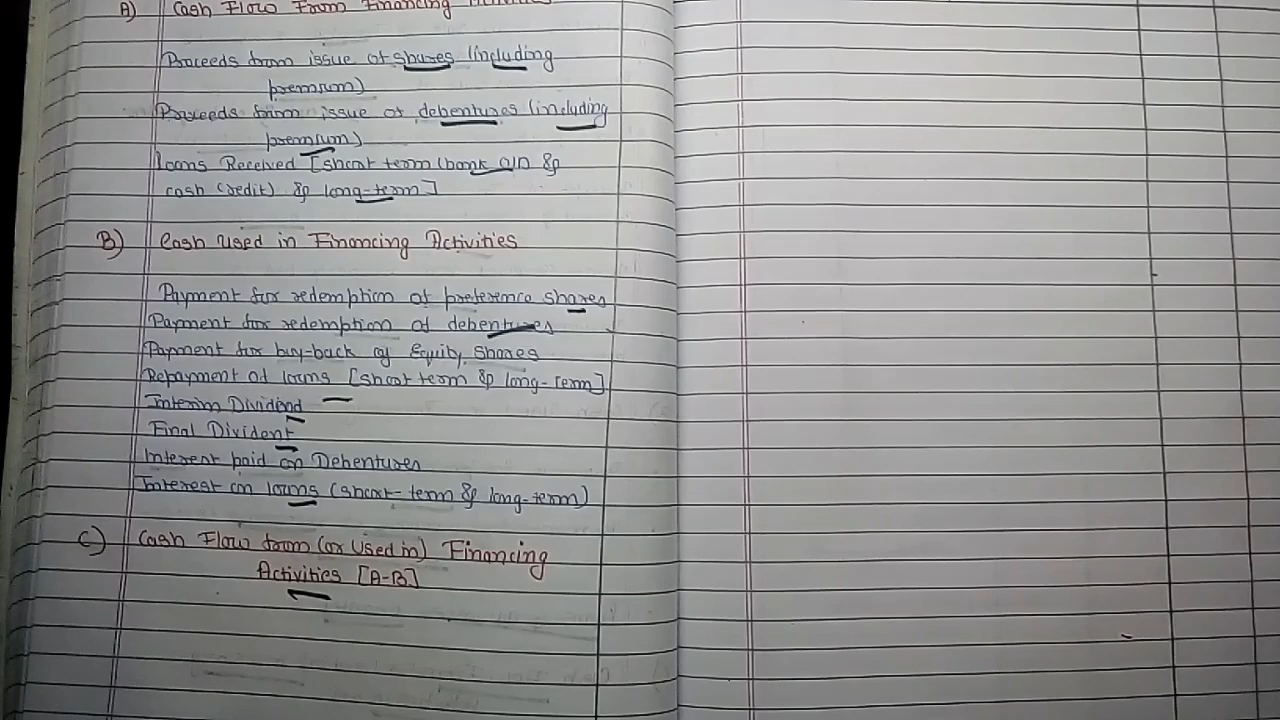 A) Cash Flow From Financing Activities
Proceeds from issue of shares (including
premium)
Proceeds from issue of debentures (including
premium)
Loans Received [short term (bank O/D &
cash credit) & long-term]
B) Cash Used in Financing Activities
Payment for redemption of preference shares
Payment for redemption of debentures
Payment for buy-back of Equity Shares
Repayment of loans [short term & long-term]
Interim Dividend
Final Divident
Interest paid on Debentures
Interest on loans (short-term & long-term)
C) Cash Flow from (or Used in) Financing
Activities [A-B]